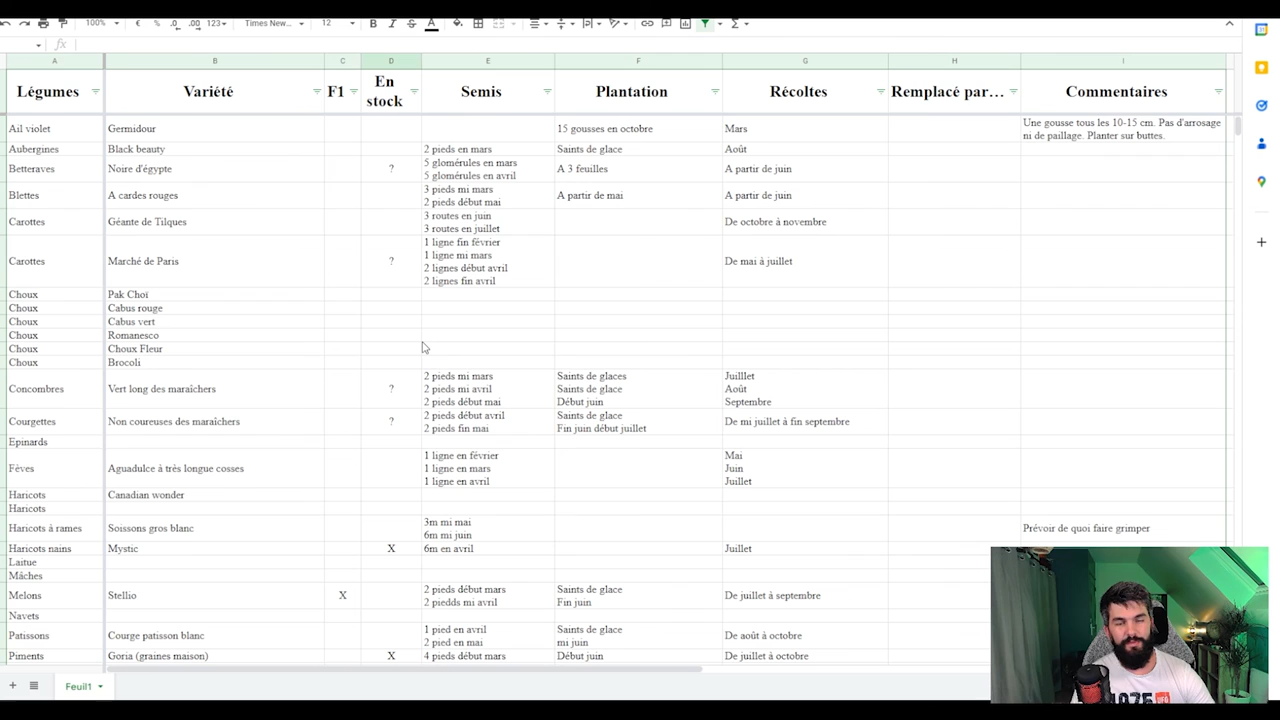 100% € % .0 .00 123 Times New... 12 B I A Σ
fx
A B C D E F G H I
Légumes Variété F1 En stock Semis Plantation Récoltes Remplacé par… Commentaires
Ail violet Germidour 15 gousses en octobre Mars Une gousse tous les 10-15 cm. Pas d'arrosage
ni de paillage. Planter sur buttes.
Aubergines Black beauty 2 pieds en mars Saints de glace Août
Betteraves Noire d'égypte ? 5 glomérules en mars A 3 feuilles A partir de juin
5 glomérules en avril
Blettes A cardes rouges 3 pieds mi mars A partir de mai A partir de juin
2 pieds début mai
Carottes Géante de Tilques 3 routes en juin De octobre à novembre
3 routes en juillet
Carottes Marché de Paris ? 1 ligne fin février De mai à juillet
1 ligne mi mars
2 lignes début avril
2 lignes fin avril
Choux Pak Choï
Choux Cabus rouge
Choux Cabus vert
Choux Romanesco
Choux Choux Fleur
Choux Brocoli
Concombres Vert long des maraîchers ? 2 pieds mi mars Saints de glaces Juilllet
2 pieds mi avril Saints de glace Août
2 pieds début mai Début juin Septembre
Courgettes Non coureuses des maraîchers ? 2 pieds début avril Saints de glace De mi juillet à fin septembre
2 pieds fin mai Fin juin début juillet
Epinards
Fèves Aguadulce à très longue cosses 1 ligne en février Mai
1 ligne en mars Juin
1 ligne en avril Juillet
Haricots Canadian wonder
Haricots
Haricots à rames Soissons gros blanc 3m mi mai Prévoir de quoi faire grimper
6m mi juin
Haricots nains Mystic X 6m en avril Juillet
Laitue
Mâches
Melons Stellio X 2 pieds début mars Saints de glace De juillet à septembre
2 piedds mi avril Fin juin
Navets
Patissons Courge patisson blanc 1 pied en avril Saints de glace De août à octobre
2 pied en mai mi juin
Piments Goria (graines maison) X 4 pieds début mars Début juin De juillet à octobre
Feuil1
1975